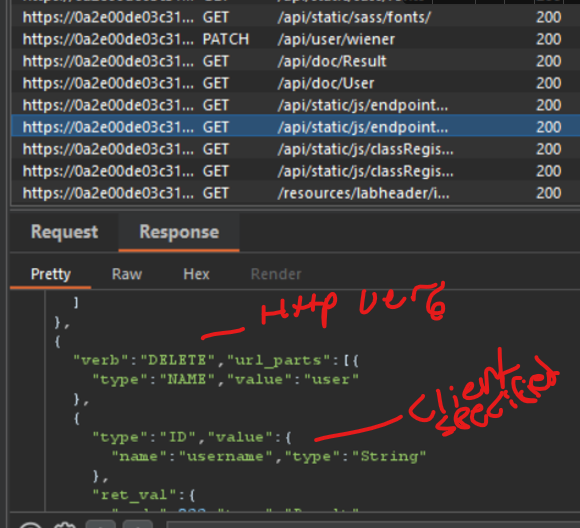 https://0a2e00de03c31... GET /api/static/sass/fonts/ 200
https://0a2e00de03c31... PATCH /api/user/wiener 200
https://0a2e00de03c31... GET /api/doc/Result 200
https://0a2e00de03c31... GET /api/doc/User 200
https://0a2e00de03c31... GET /api/static/js/endpoint... 200
https://0a2e00de03c31... GET /api/static/js/endpoint... 200
https://0a2e00de03c31... GET /api/static/js/classRegis... 200
https://0a2e00de03c31... GET /api/static/js/classRegis... 200
https://0a2e00de03c31... GET /resources/labheader/i... 200
Request Response
Pretty Raw Hex Render
]
},
HTTP verb
{
"verb":"DELETE","url_parts":[{
"type":"NAME","value":"user"
},
Client
specified
{
"type":"ID","value":{
"name":"username","type":"String"
},
"ret_val":{